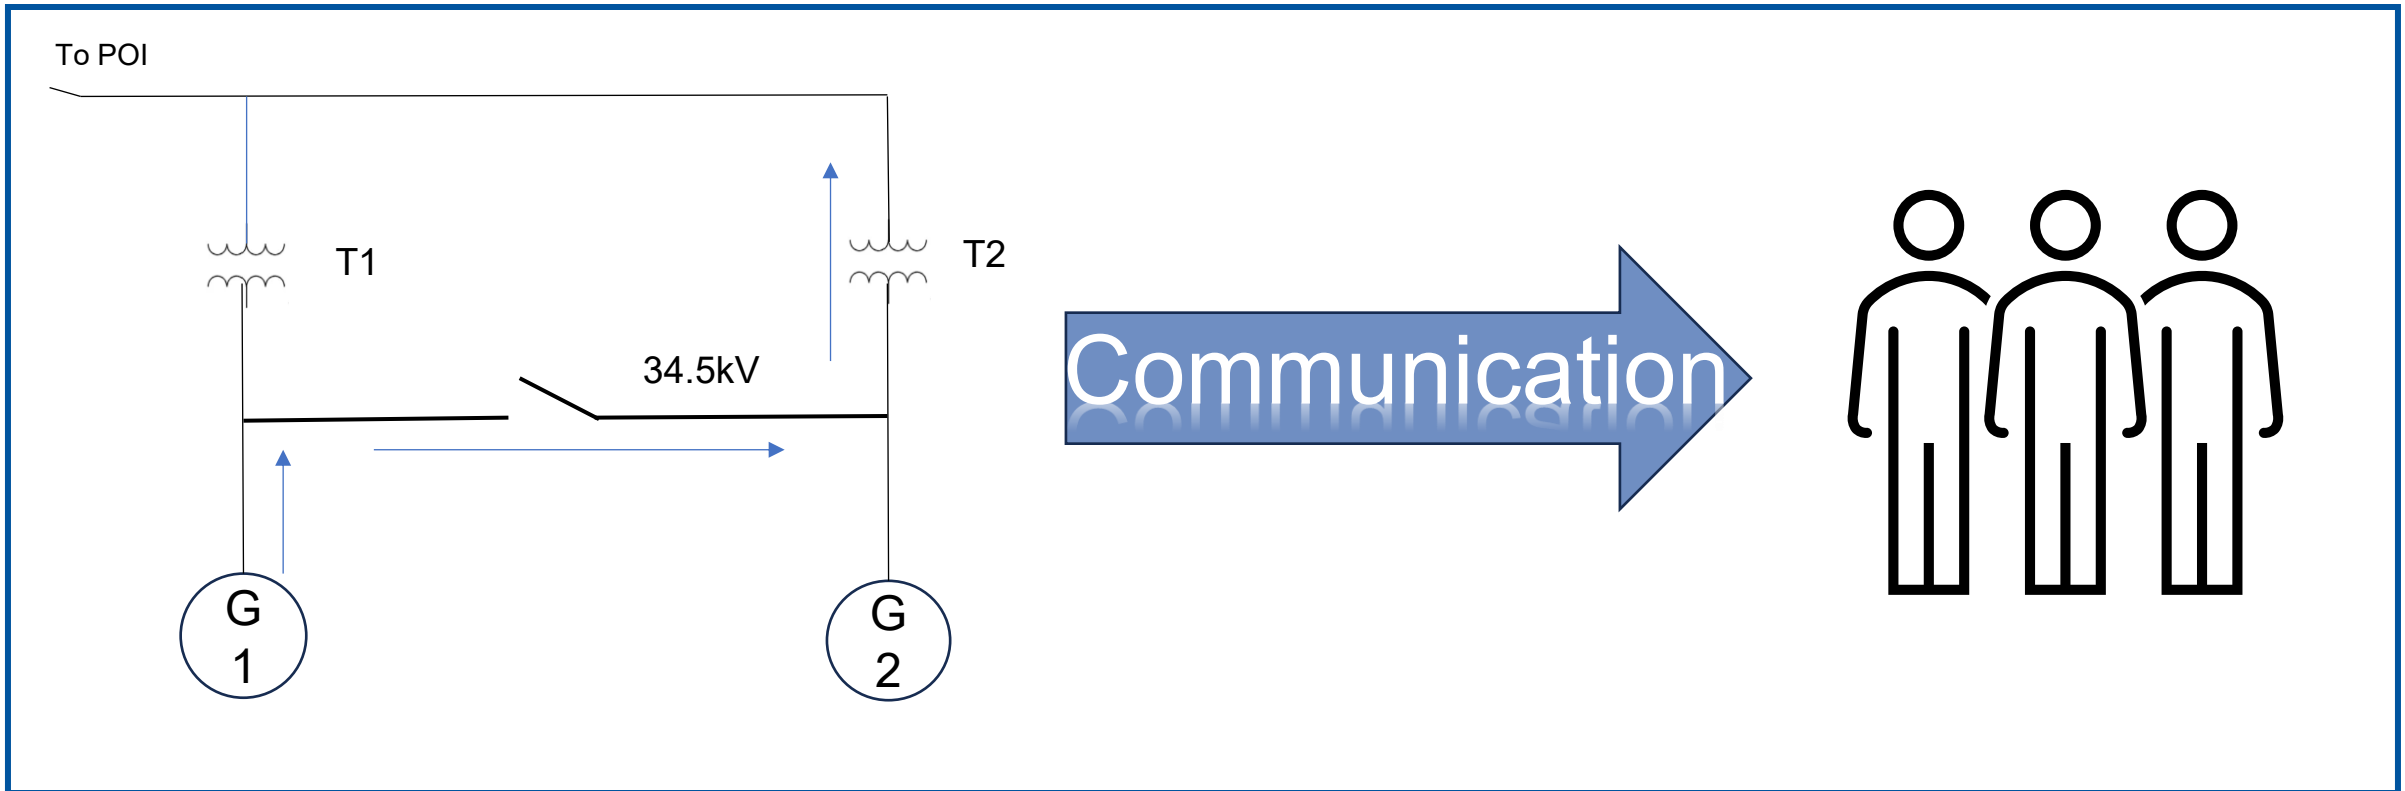 To POI
T1
T2
34.5kV
Communication
G
1
G
2